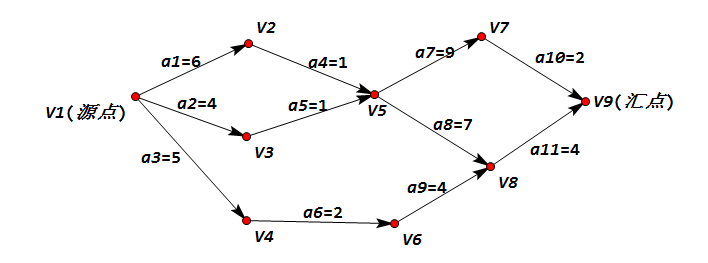 V2
V7
a1=6
a4=1
a7=9
a10=2
V1(源点)
a2=4
a5=1
V5
V9(汇点)
a8=7
V3
a3=5
a11=4
a9=4
V8
a6=2
V4
V6